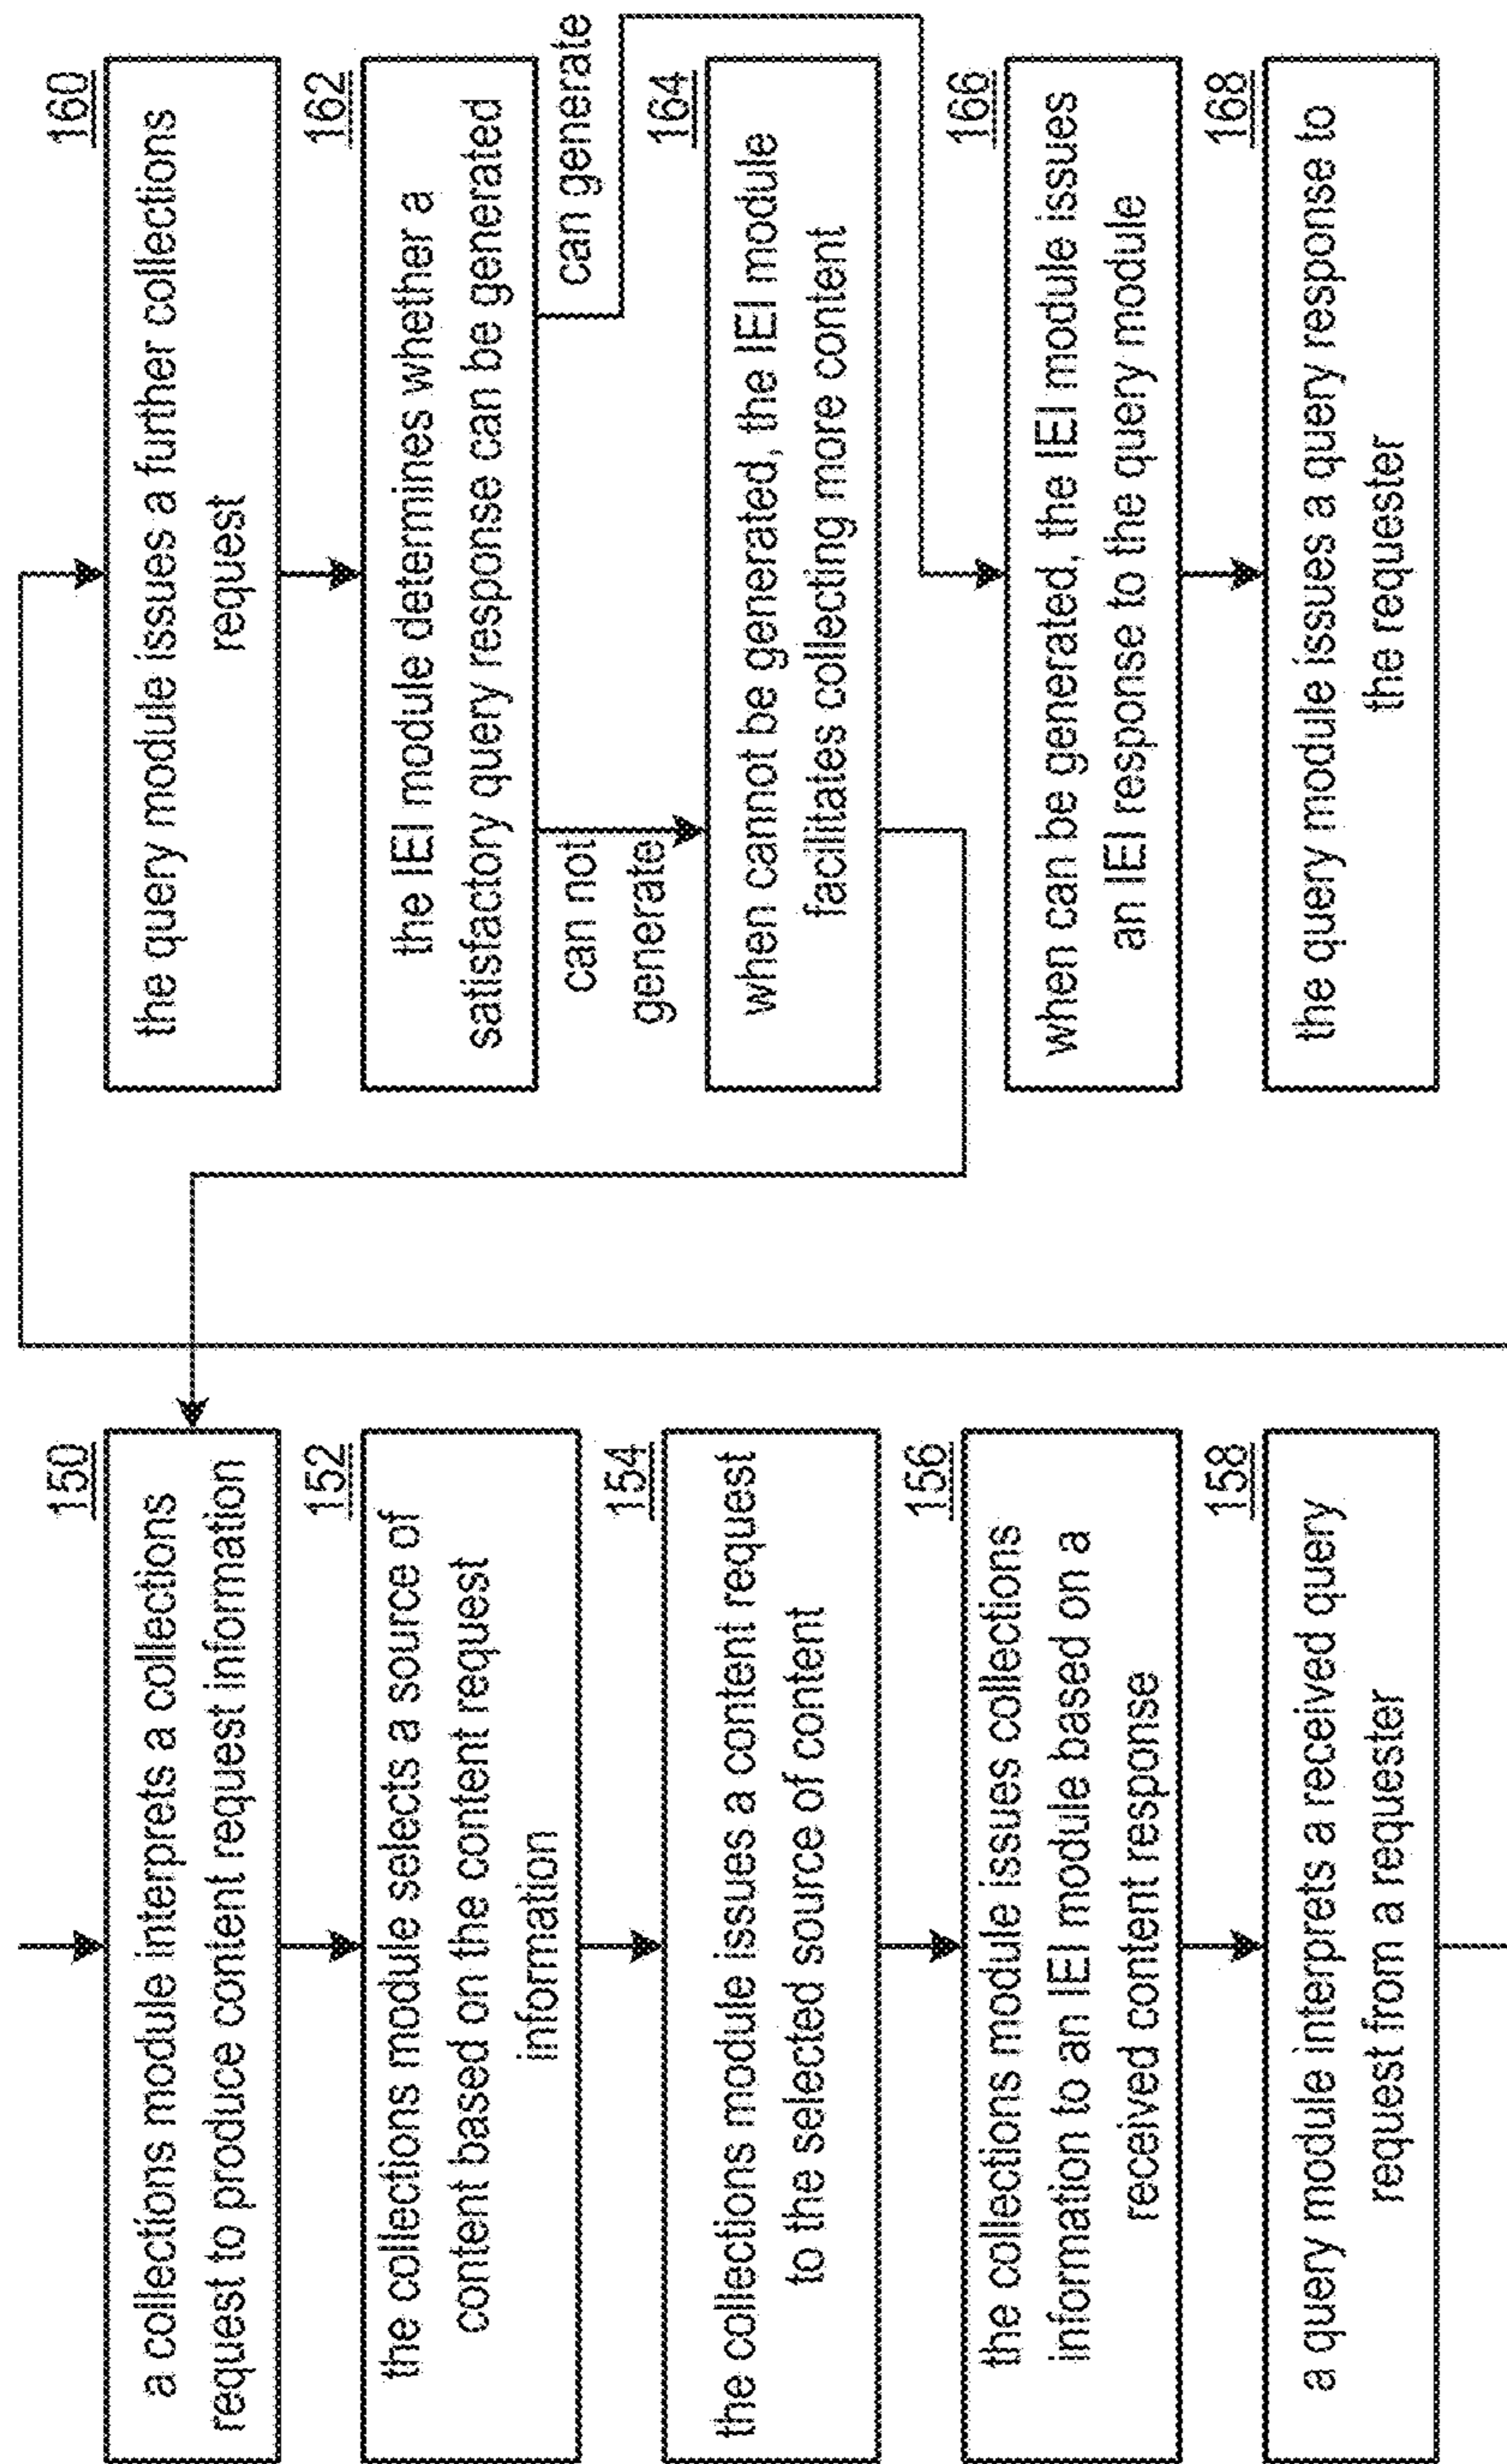 150
a collections module interprets a collections
request to produce content request information
152
the collections module selects a source of
content based on the content request
information
154
the collections module issues a content request
to the selected source of content
156
the collections module issues collections
information to an IEI module based on a
received content response
158
a query module interprets a received query
request from a requester
160
the query module issues a further collections
request
162
the IEI module determines whether a
satisfactory query response can be generated
can not
generate
can generate
164
when cannot be generated, the IEI module
facilitates collecting more content
166
when can be generated, the IEI module issues
an IEI response to the query module
168
the query module issues a query response to
the requester